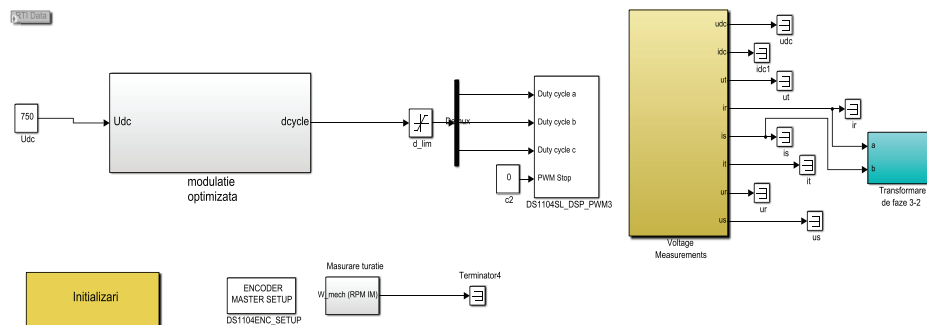 RTI Data
750
Udc
Udc
dcycle
modulatie
optimizata
d_lim
Demux
Duty cycle a
Duty cycle b
Duty cycle c
PWM Stop
0
c2
DS1104SL_DSP_PWM3
udc
idc
ut
ir
is
it
ur
us
Voltage
Measurements
udc
idc1
ut
ir
is
it
ur
us
a
b
Transformare
de faze 3-2
Initializari
ENCODER
MASTER SETUP
DS1104ENC_SETUP
Masurare turatie
W_mech (RPM IM)
Terminator4